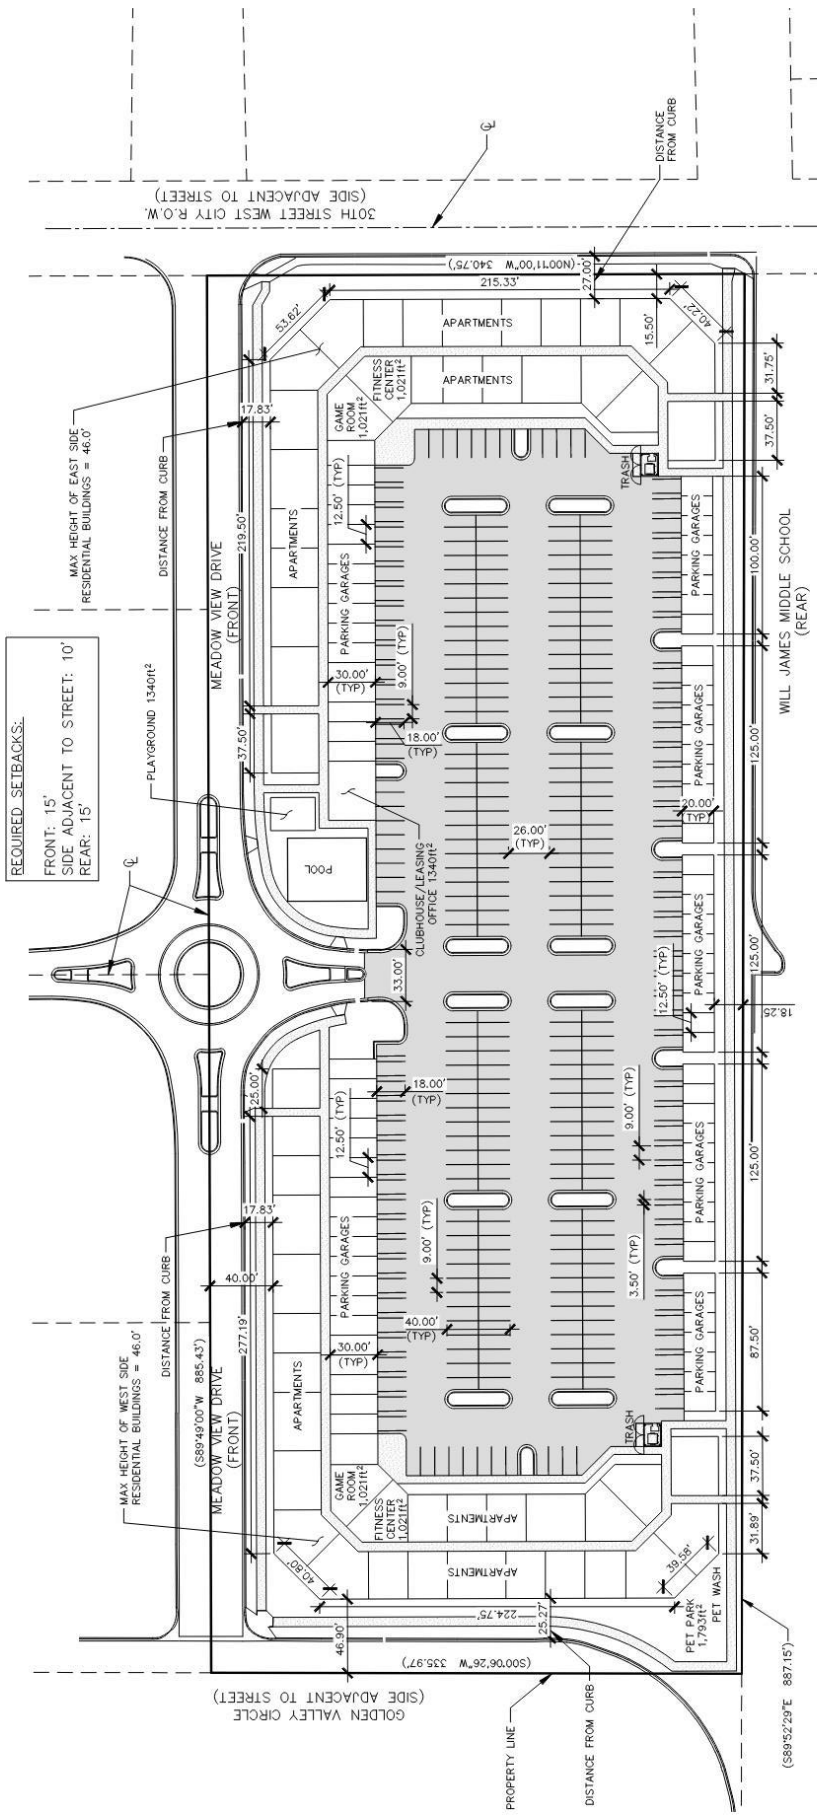 REQUIRED SETBACKS:
FRONT: 15'
SIDE ADJACENT TO STREET: 10'
REAR: 15'
30TH STREET WEST CITY R.O.W.
(SIDE ADJACENT TO STREET)
DISTANCE
FROM CURB
(N00°11'00"W 340.75')
215.33'
27.00'
15.50'
53.62'
40.22'
APARTMENTS
APARTMENTS
FITNESS
CENTER
1,021ft²
GAME
ROOM
1,021ft²
MAX HEIGHT OF EAST SIDE
RESIDENTIAL BUILDINGS = 46.0'
DISTANCE FROM CURB
17.83'
219.50'
MEADOW VIEW DRIVE
(FRONT)
APARTMENTS
12.50' (TYP)
PARKING GARAGES
30.00'
(TYP)
9.00' (TYP)
18.00'
(TYP)
37.50'
PLAYGROUND 1340ft²
POOL
CLUBHOUSE/LEASING
OFFICE 1340ft²
26.00'
(TYP)
33.00'
TRASH
31.75'
37.50'
PARKING GARAGES
100.00'
WILL JAMES MIDDLE SCHOOL
(REAR)
PARKING GARAGES
125.00'
20.00'
TYP
PARKING GARAGES
125.00'
12.50' (TYP)
18.25
PARKING GARAGES
125.00'
9.00' (TYP)
3.50' (TYP)
PARKING GARAGES
87.50'
25.00'
18.00'
(TYP)
12.50' (TYP)
17.83'
DISTANCE FROM CURB
40.00'
277.19'
PARKING GARAGES
9.00' (TYP)
40.00'
(TYP)
30.00'
(TYP)
APARTMENTS
(S89°49'00"W 885.43')
MEADOW VIEW DRIVE
(FRONT)
MAX HEIGHT OF WEST SIDE
RESIDENTIAL BUILDINGS = 46.0'
GAME
ROOM
1,021ft²
FITNESS
CENTER
1,021ft²
TRASH
37.50'
31.89'
APARTMENTS
APARTMENTS
40.80'
39.58'
224.75'
25.27'
46.90'
PET PARK
1,793ft²
PET WASH
(S00°06'26"W 335.97')
GOLDEN VALLEY CIRCLE
(SIDE ADJACENT TO STREET)
PROPERTY LINE
DISTANCE FROM CURB
(S89°52'29"E 887.15')